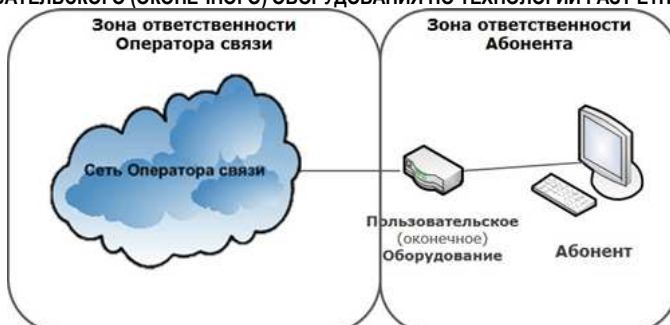 Зона ответственности
Оператора связи
Зона ответственности
Абонента
Сеть Оператора связи
Пользовательское
(оконечное)
Оборудование
Абонент